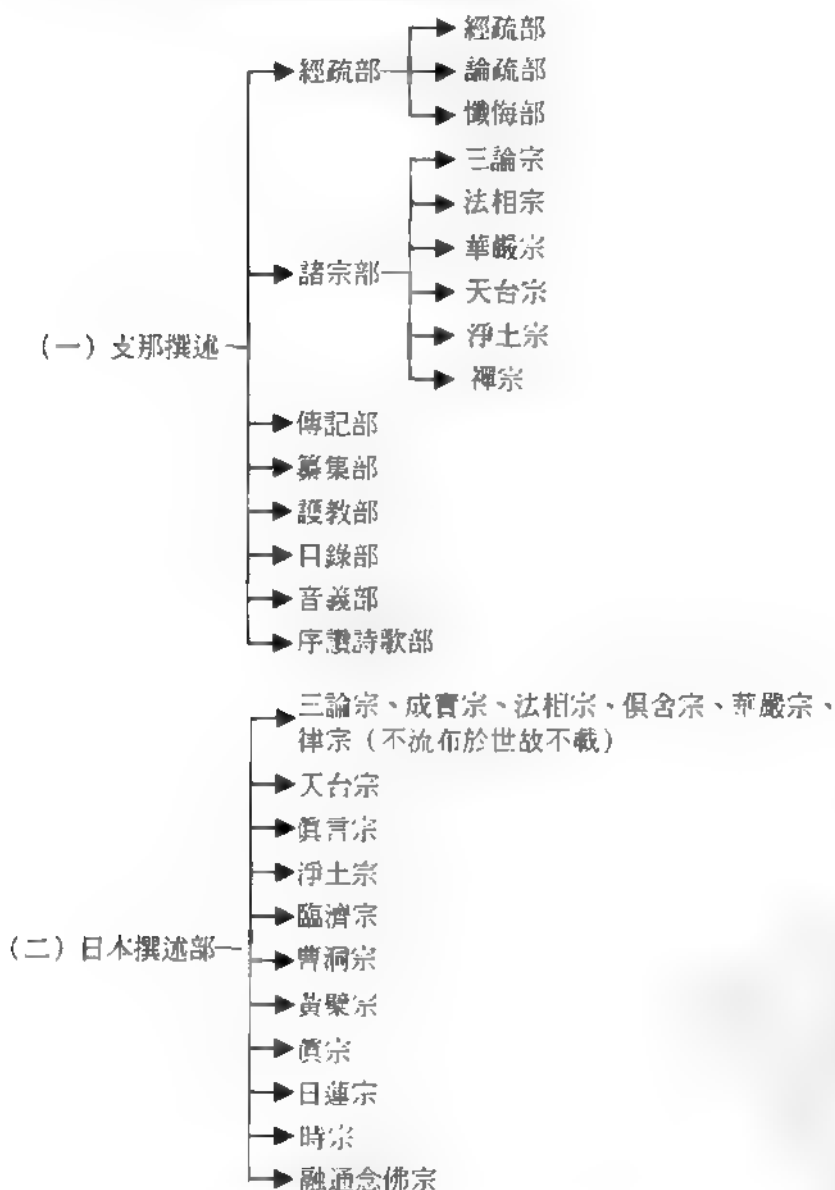 經疏部
經疏部
論疏部
懺悔部
三論宗
法相宗
華嚴宗
諸宗部
天台宗
淨土宗
(一)支那撰述
禪宗
傳記部
纂集部
護教部
目錄部
音義部
序讚詩歌部
三論宗、成實宗、法相宗、俱舍宗、華嚴宗、
律宗(不流布於世故不載)
天台宗
眞言宗
淨土宗
臨濟宗
(二)日本撰述部
曹洞宗
黃檗宗
眞宗
日蓮宗
時宗
融通念佛宗